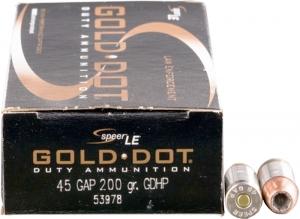 GOLD DOT
DUTY AMMUNITION
LAW ENFORCEMENT
speer LE
GOLD DOT
DUTY AMMUNITION
45 GAP 200 gr. GDHP
53978